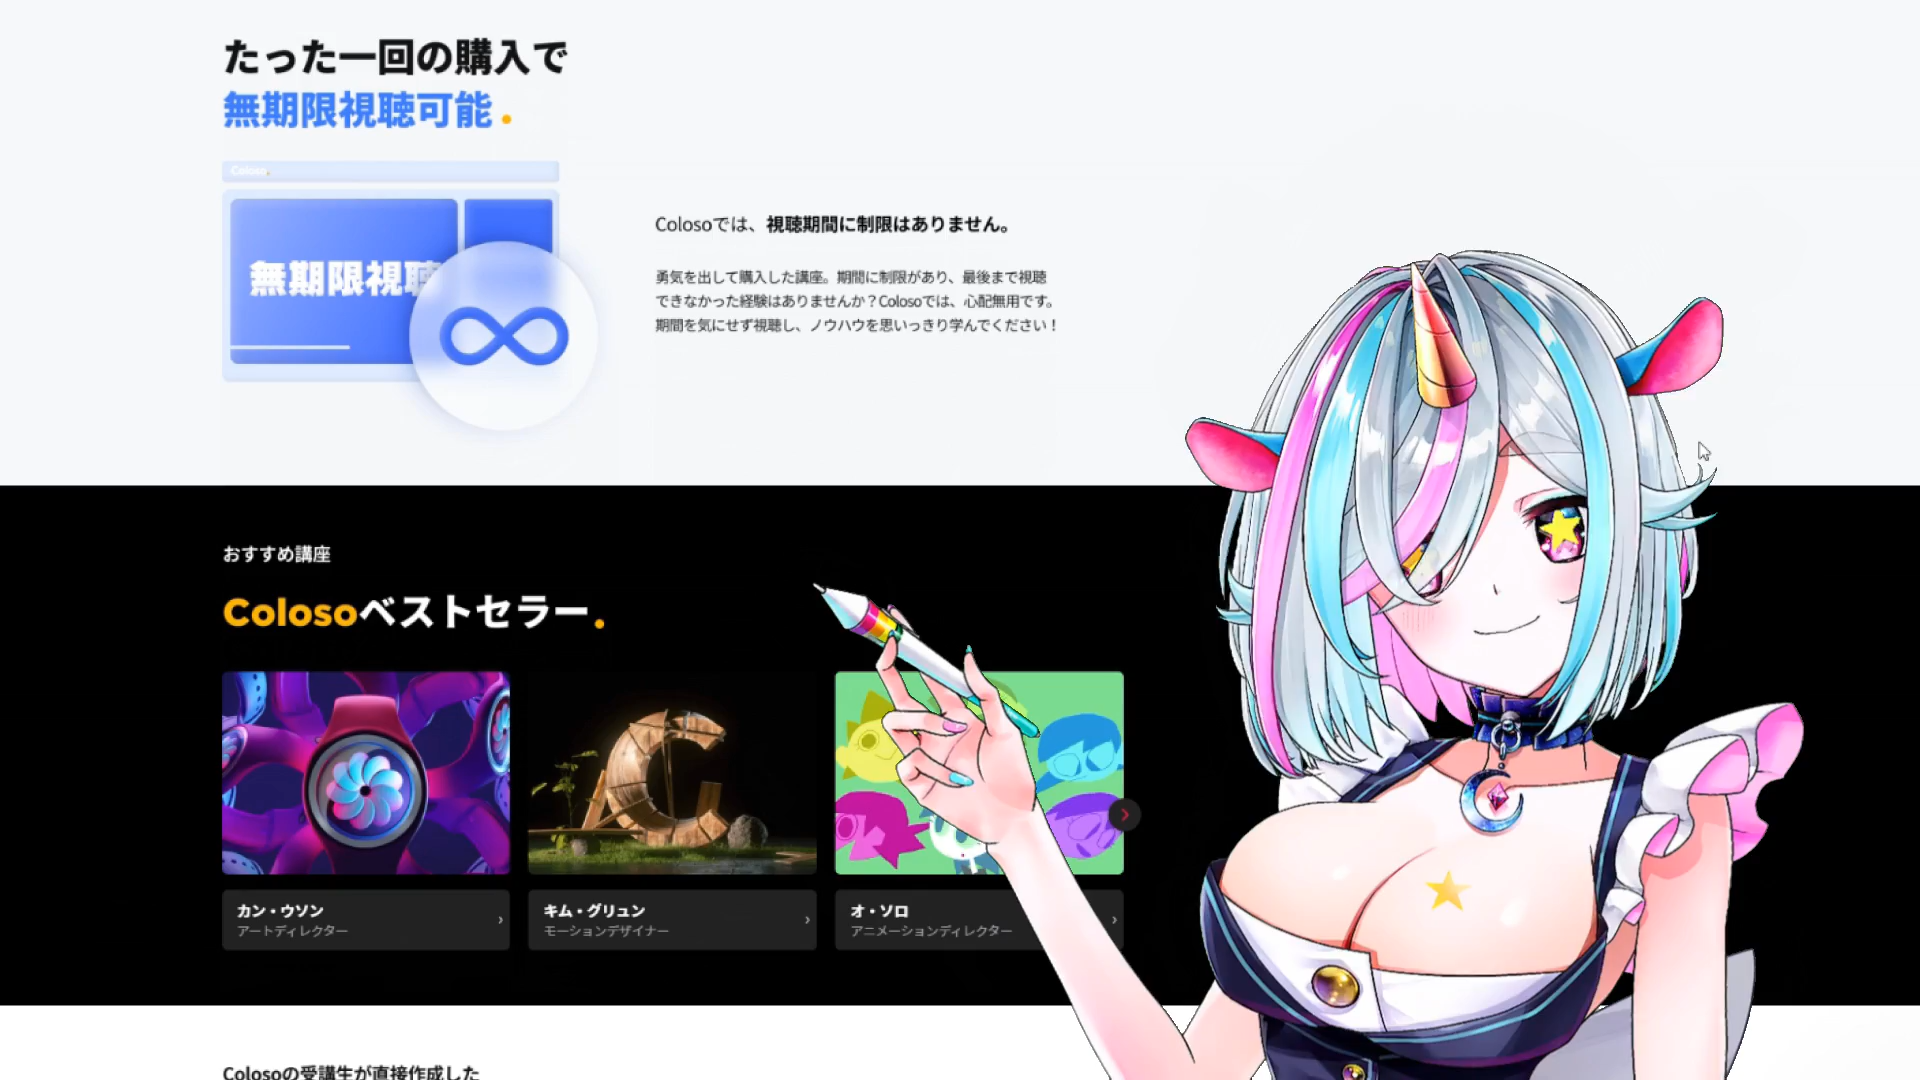 たった一回の購入で
無期限視聴可能.
Coloso.
無期限視聴
Colosoでは、視聴期間に制限はありません。
勇気を出して購入した講座。期間に制限があり、最後まで視聴
できなかった経験はありませんか？Colosoでは、心配無用です。
期間を気にせず視聴し、ノウハウを思いっきり学んでください！
おすすめ講座
Colosoベストセラー.
カン・ウソン
アートディレクター
キム・グリュン
モーションデザイナー
オ・ソロ
アニメーションディレクター
Colosoの受講生が直接作成した